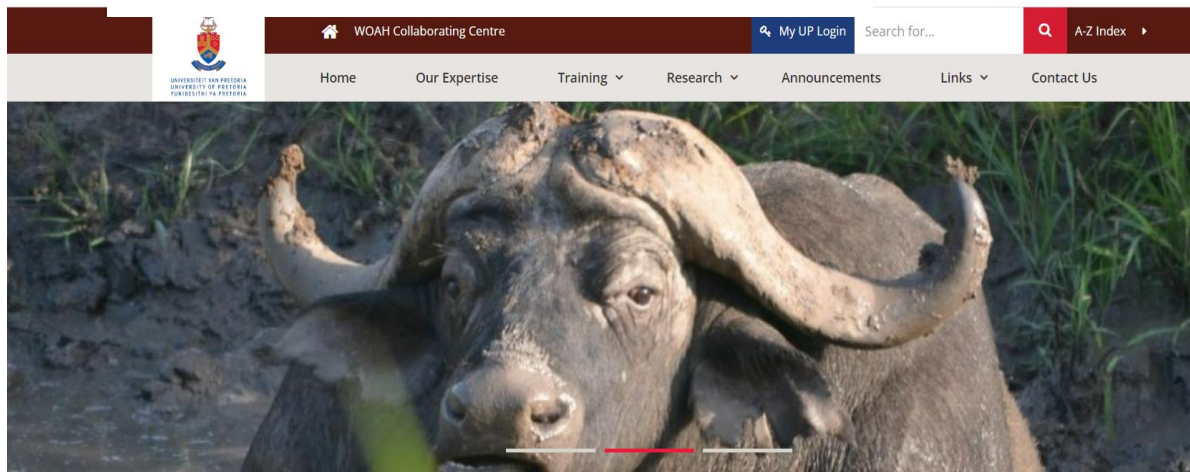 WOAH Collaborating Centre
My UP Login
Search for...
A-Z Index
UNIVERSITEIT VAN PRETORIA
UNIVERSITY OF PRETORIA
YUNIBESITHI YA PRETORIA
Home
Our Expertise
Training
Research
Announcements
Links
Contact Us